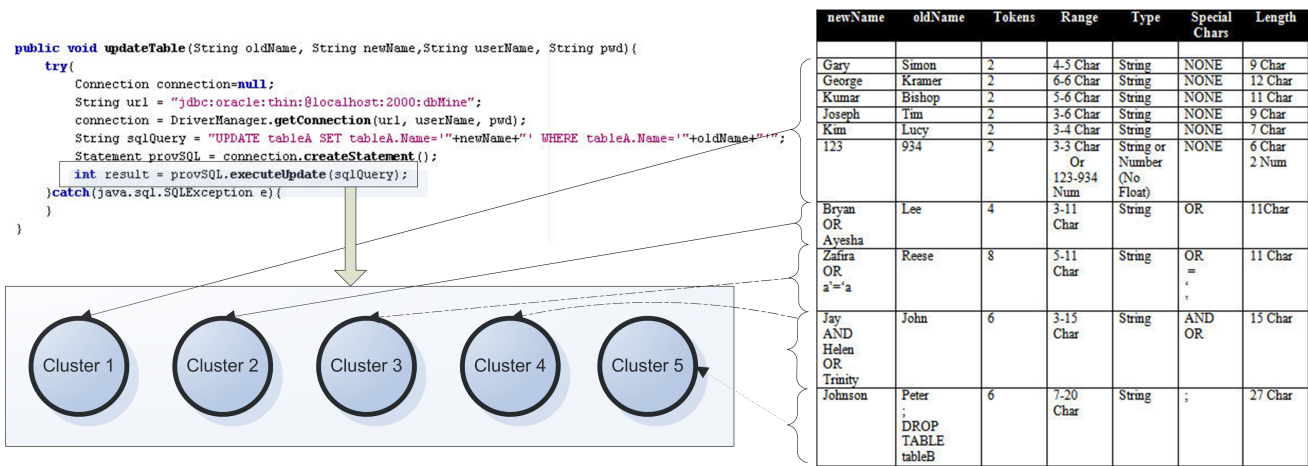 public void updateTable(String oldName, String newName,String userName, String pwd){
try{
Connection connection=null;
String url = "jdbc:oracle:thin:@localhost:2000:dbMine";
connection = DriverManager.getConnection(url, userName, pwd);
String sqlQuery = "UPDATE tableA SET tableA.Name='"+newName+"' WHERE tableA.Name='"+oldName+"'";
Statement provSQL = connection.createStatement();
int result = provSQL.executeUpdate(sqlQuery);
}catch(java.sql.SQLException e){
}
}
Cluster 1 Cluster 2 Cluster 3 Cluster 4 Cluster 5
newName oldName Tokens Range Type Special Length
Chars
Gary Simon 2 4-5 Char String NONE 9 Char
George Kramer 2 6-6 Char String NONE 12 Char
Kumar Bishop 2 5-6 Char String NONE 11 Char
Joseph Tim 2 3-6 Char String NONE 9 Char
Kim Lucy 2 3-4 Char String NONE 7 Char
123 934 2 3-3 Char String or NONE 6 Char
Or Number 2 Num
123-934 (No
Num Float)
Bryan Lee 4 3-11 String OR 11Char
OR Char
Ayesha
Zafira Reese 8 5-11 String OR 11 Char
OR Char =
a'='a ‘
’
Jay John 6 3-15 String AND 15 Char
AND Char OR
Helen
OR
Trinity
Johnson Peter 6 7-20 String ; 27 Char
; Char
DROP
TABLE
tableB